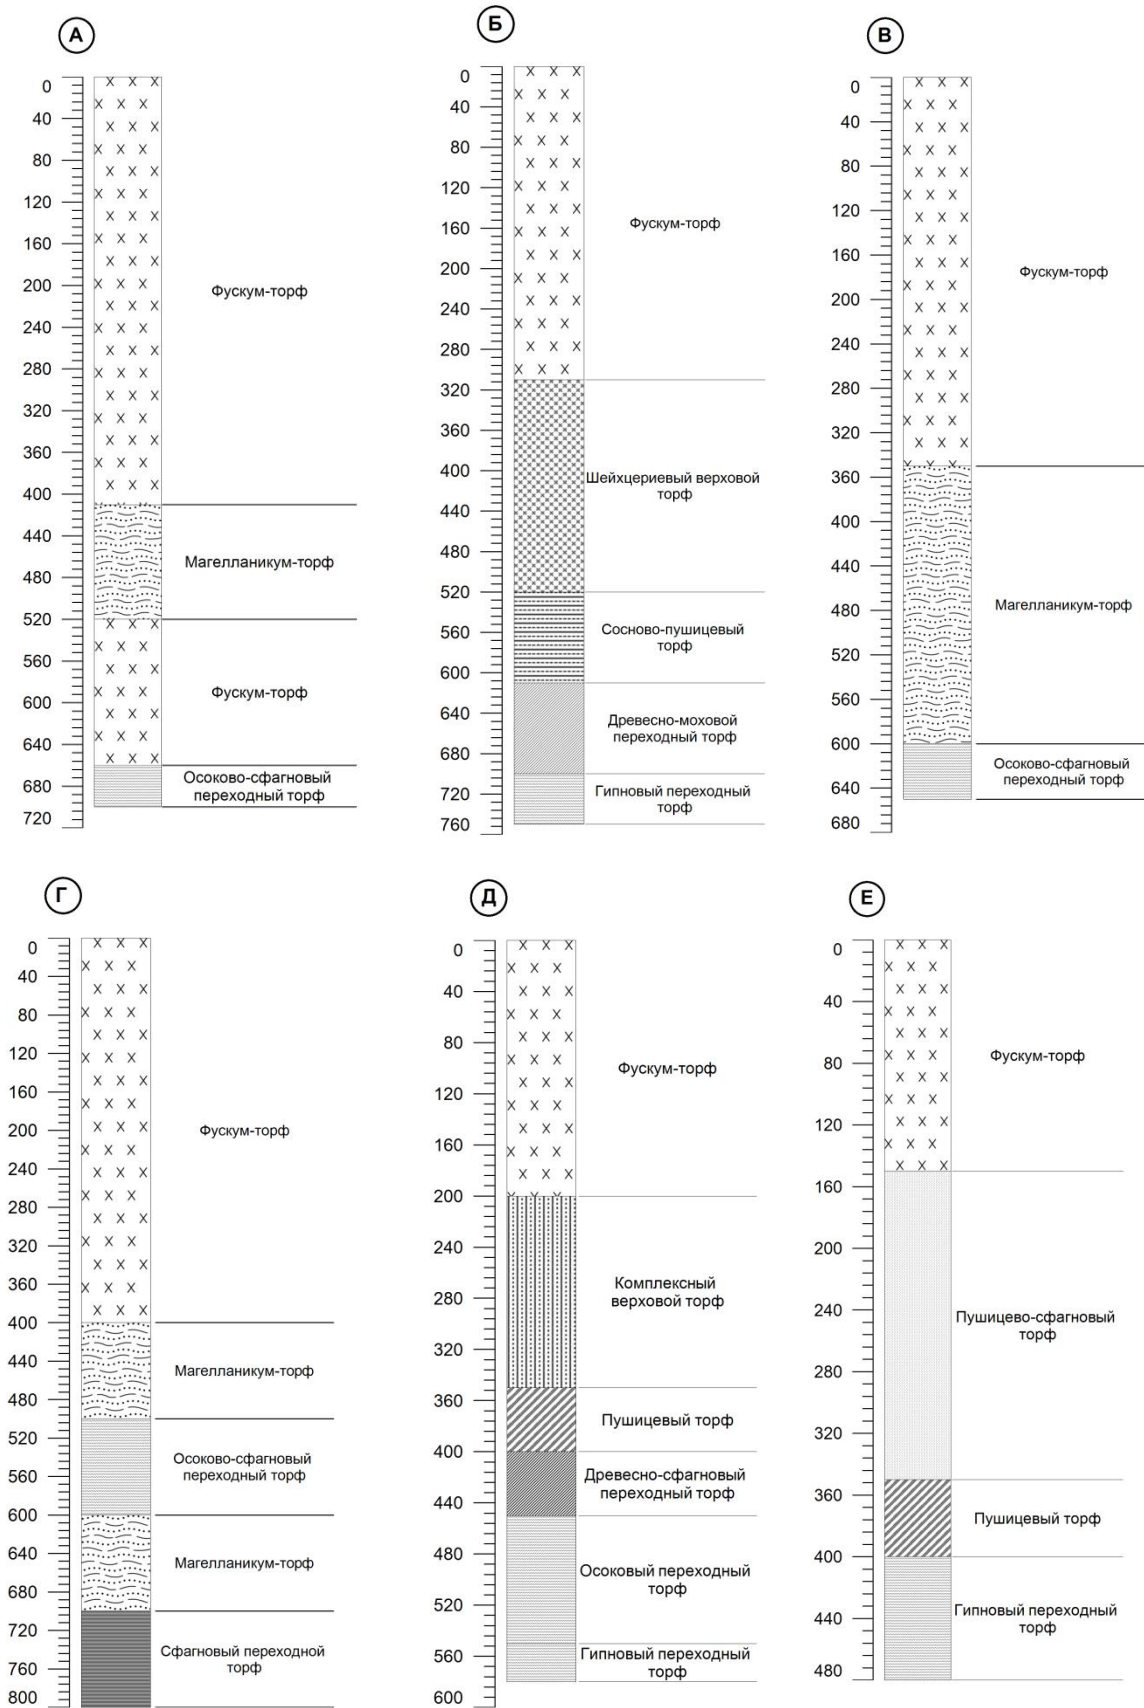 А
0
40
80
120
160
200
240
280
320
360
400
440
480
520
560
600
640
680
720
Фускум-торф
Магелланикум-торф
Фускум-торф
Осоково-сфагновый
переходный торф
Б
0
40
80
120
160
200
240
280
320
360
400
440
480
520
560
600
640
680
720
760
Фускум-торф
Шейхцериевый верховой
торф
Сосново-пушицевый
торф
Древесно-моховой
переходный торф
Гипновый переходный
торф
В
0
40
80
120
160
200
240
280
320
360
400
440
480
520
560
600
640
680
Фускум-торф
Магелланикум-торф
Осоково-сфагновый
переходный торф
Г
0
40
80
120
160
200
240
280
320
360
400
440
480
520
560
600
640
680
720
760
800
Фускум-торф
Магелланикум-торф
Осоково-сфагновый
переходный торф
Магелланикум-торф
Сфагновый переходной
торф
Д
0
40
80
120
160
200
240
280
320
360
400
440
480
520
560
600
Фускум-торф
Комплексный
верховой торф
Пушицевый торф
Древесно-сфагновый
переходный торф
Осоковый переходный
торф
Гипновый переходный
торф
Е
0
40
80
120
160
200
240
280
320
360
400
440
480
Фускум-торф
Пушицево-сфагновый
торф
Пушицевый торф
Гипновый переходный
торф